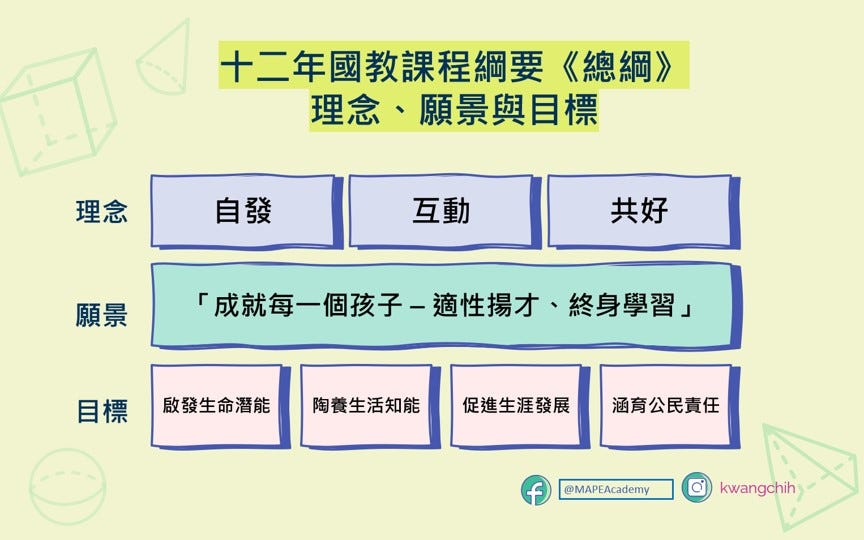 十二年國教課程綱要《總綱》
理念、願景與目標
理念
自發
互動
共好
願景
「成就每一個孩子–適性揚才、終身學習」
目標
啟發生命潛能
陶養生活知能
促進生涯發展
涵育公民責任
@MAPEAcademy
kwangchih